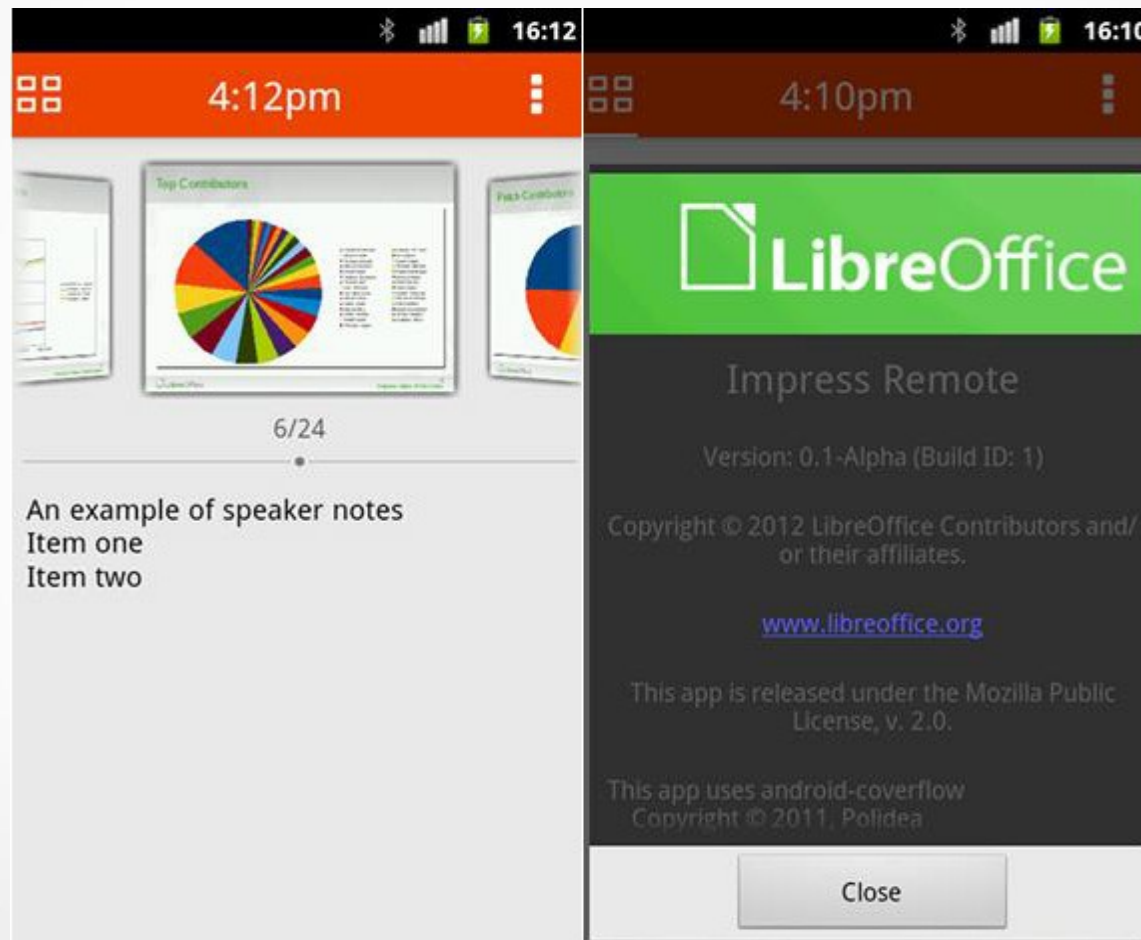 16:12
4:12pm
Top Contributors
LibreOffice
6/24
An example of speaker notes
Item one
Item two
16:10
4:10pm
LibreOffice
Impress Remote
Version: 0.1-Alpha (Build ID: 1)
Copyright © 2012 LibreOffice Contributors and/
or their affiliates.
www.libreoffice.org
This app is released under the Mozilla Public
License, v. 2.0.
This app uses android-coverflow
Copyright © 2011, Polidea
Close